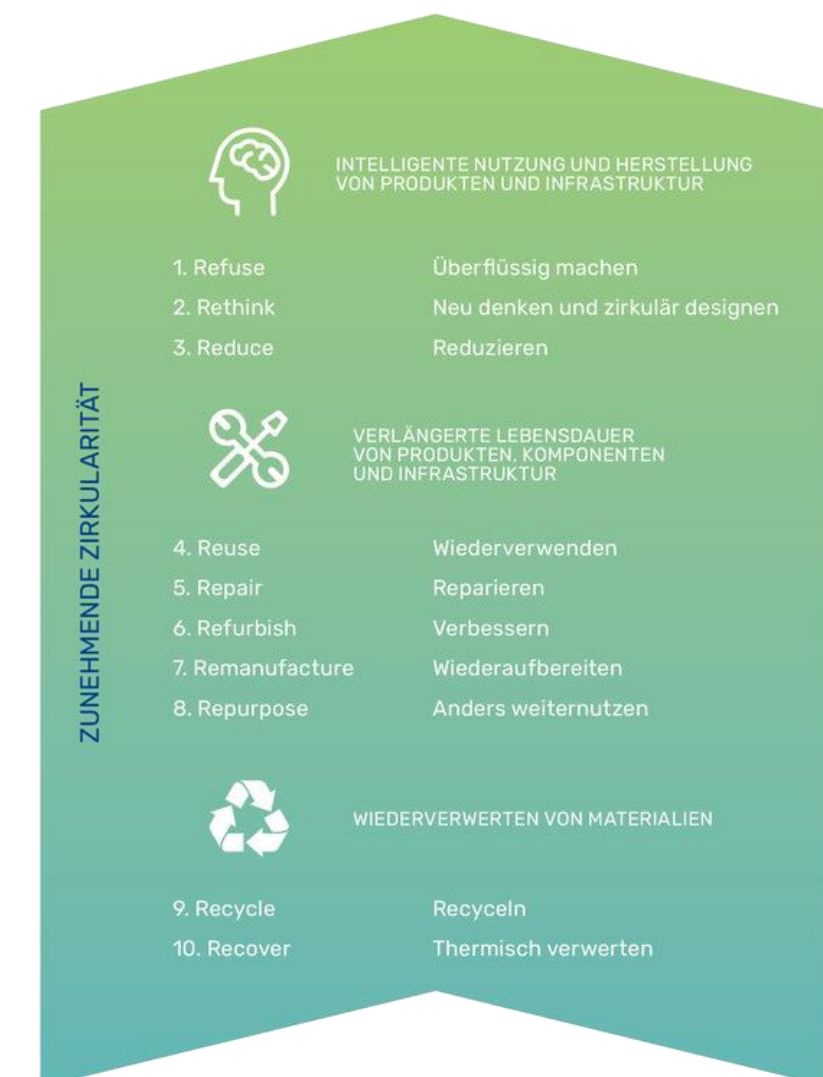 INTELLIGENTE NUTZUNG UND HERSTELLUNG
VON PRODUKTEN UND INFRASTRUKTUR
1. Refuse Überflüssig machen
2. Rethink Neu denken und zirkulär designen
3. Reduce Reduzieren
ZUNEHMENDE ZIRKULARITÄT
VERLÄNGERTE LEBENSDAUER
VON PRODUKTEN, KOMPONENTEN
UND INFRASTRUKTUR
4. Reuse Wiederverwenden
5. Repair Reparieren
6. Refurbish Verbessern
7. Remanufacture Wiederaufbereiten
8. Repurpose Anders weiternutzen
WIEDERVERWERTEN VON MATERIALIEN
9. Recycle Recyceln
10. Recover Thermisch verwerten